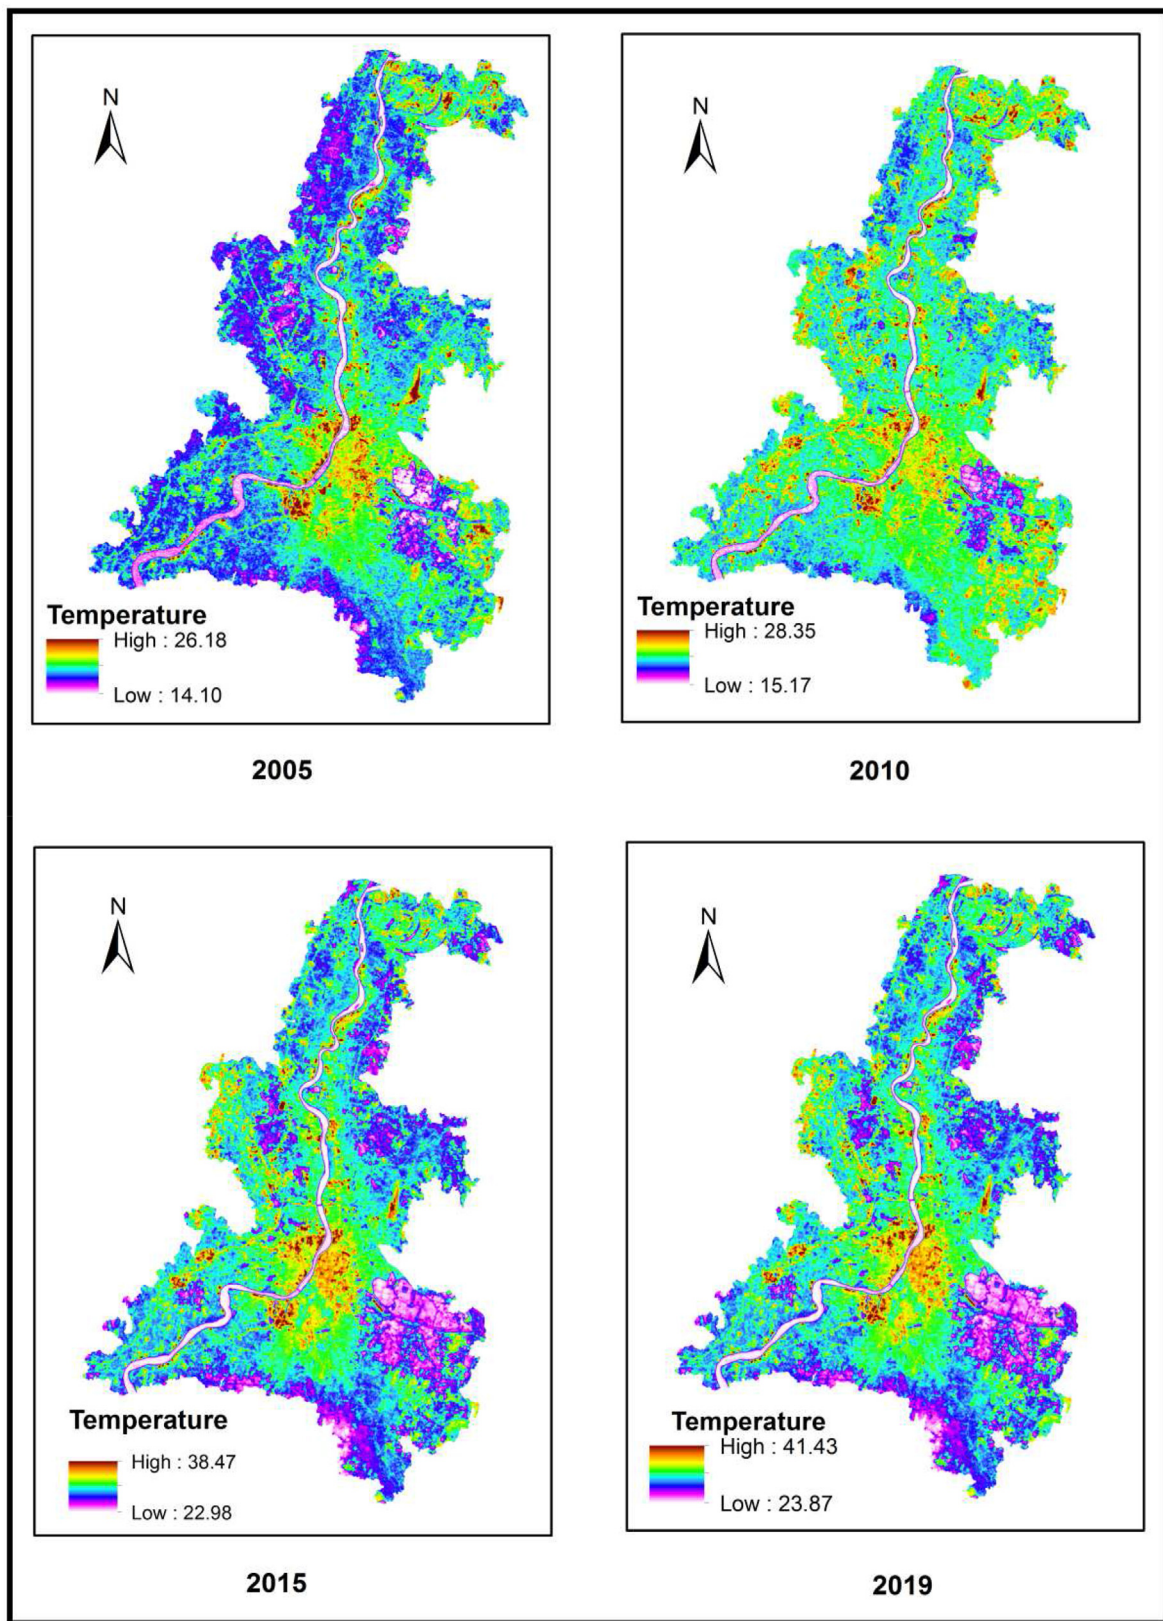 N
Temperature
High : 26.18
Low : 14.10
2005
N
Temperature
High : 28.35
Low : 15.17
2010
N
Temperature
High : 38.47
Low : 22.98
2015
N
Temperature
High : 41.43
Low : 23.87
2019